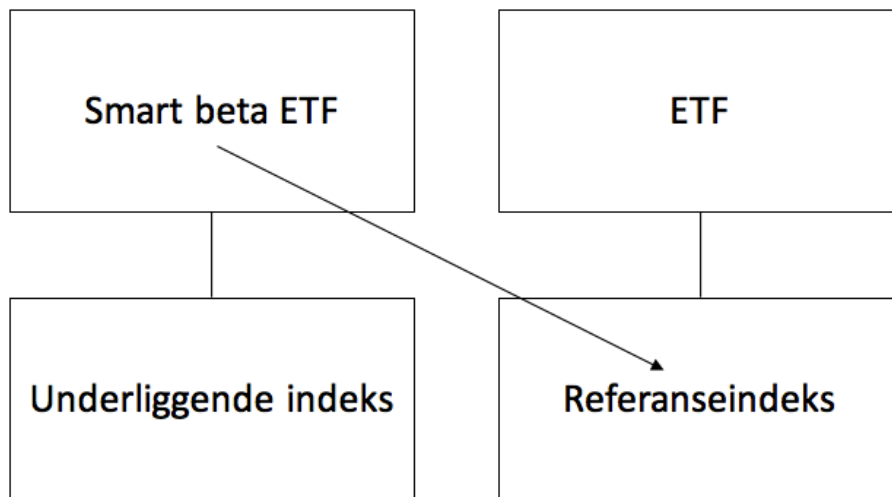 Smart beta ETF
ETF
Underliggende indeks
Referanseindeks